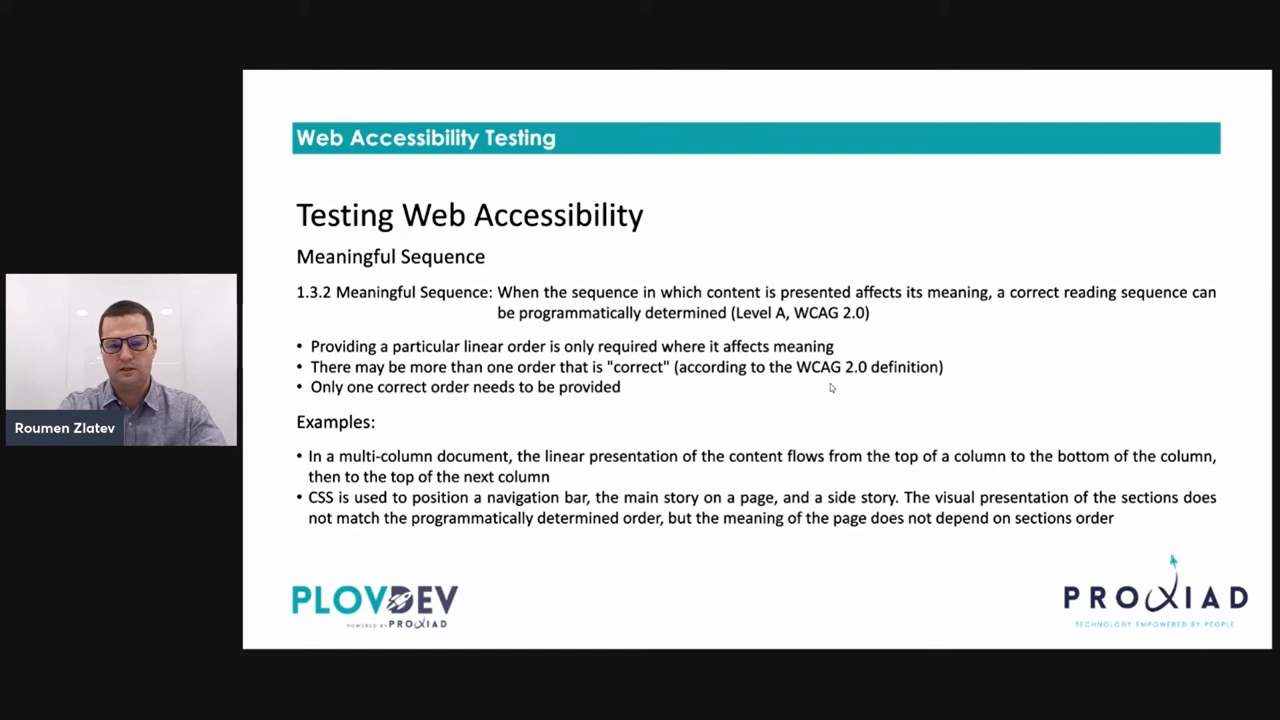 Web Accessibility Testing
Testing Web Accessibility
Meaningful Sequence
1.3.2 Meaningful Sequence: When the sequence in which content is presented affects its meaning, a correct reading sequence can
be programmatically determined (Level A, WCAG 2.0)
• Providing a particular linear order is only required where it affects meaning
• There may be more than one order that is "correct" (according to the WCAG 2.0 definition)
• Only one correct order needs to be provided
Examples:
• In a multi-column document, the linear presentation of the content flows from the top of a column to the bottom of the column,
then to the top of the next column
• CSS is used to position a navigation bar, the main story on a page, and a side story. The visual presentation of the sections does
not match the programmatically determined order, but the meaning of the page does not depend on sections order
Roumen Zlatev
PLOVDEV
POWERED BY PROXIAD
PROXIAD
TECHNOLOGY EMPOWERED BY PEOPLE